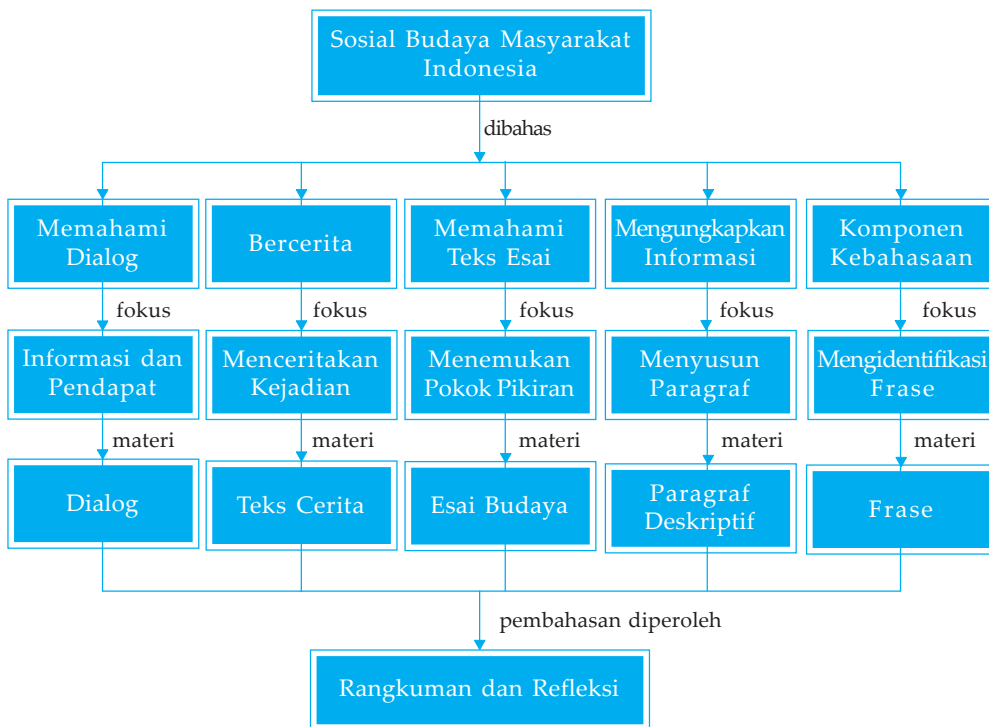 Sosial Budaya Masyarakat
Indonesia
dibahas
Memahami
Dialog
Bercerita
Memahami
Teks Esai
Mengungkapkan
Informasi
Komponen
Kebahasaan
fokus
fokus
fokus
fokus
fokus
Informasi dan
Pendapat
Menceritakan
Kejadian
Menemukan
Pokok Pikiran
Menyusun
Paragraf
Mengidentifikasi
Frase
materi
materi
materi
materi
materi
Dialog
Teks Cerita
Esai Budaya
Paragraf
Deskriptif
Frase
pembahasan diperoleh
Rangkuman dan Refleksi